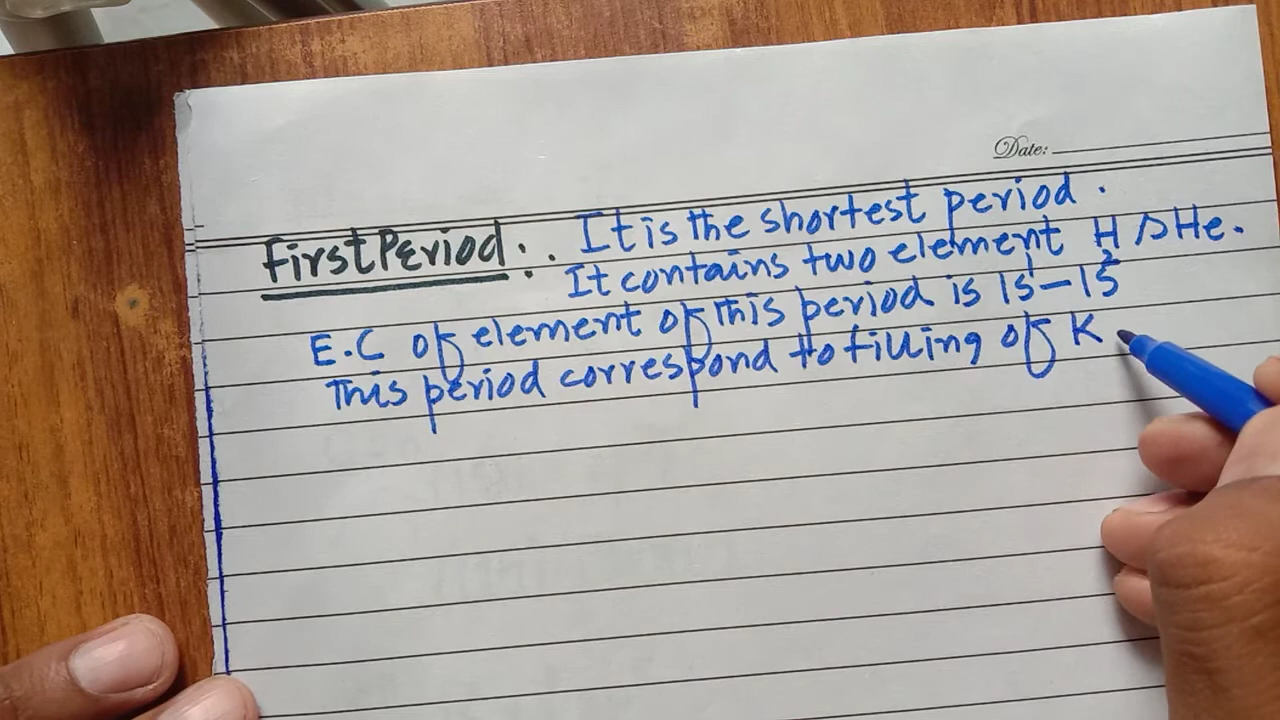 Date:
First Period:. It is the shortest period.
It contains two element H & He.
E.C of element of this period is 1s¹-1s²
This period correspond to filling of K